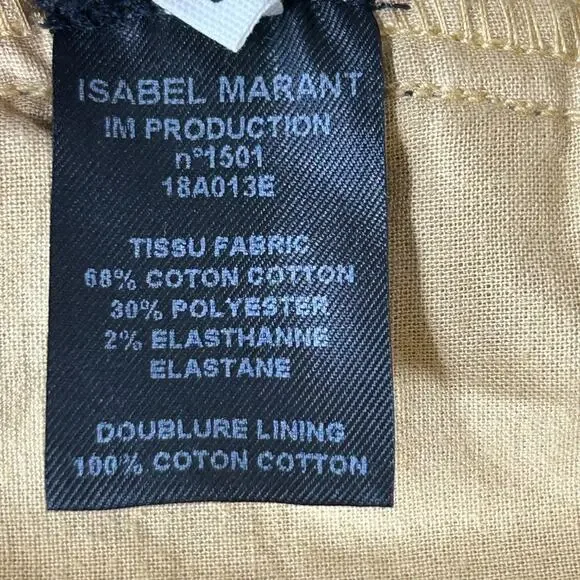 ISABEL MARANT
IM PRODUCTION
n°1501
18A013E
TISSU FABRIC
68% COTON COTTON
30% POLYESTER
2% ELASTHANNE
ELASTANE
DOUBLURE LINING
100% COTON COTTON